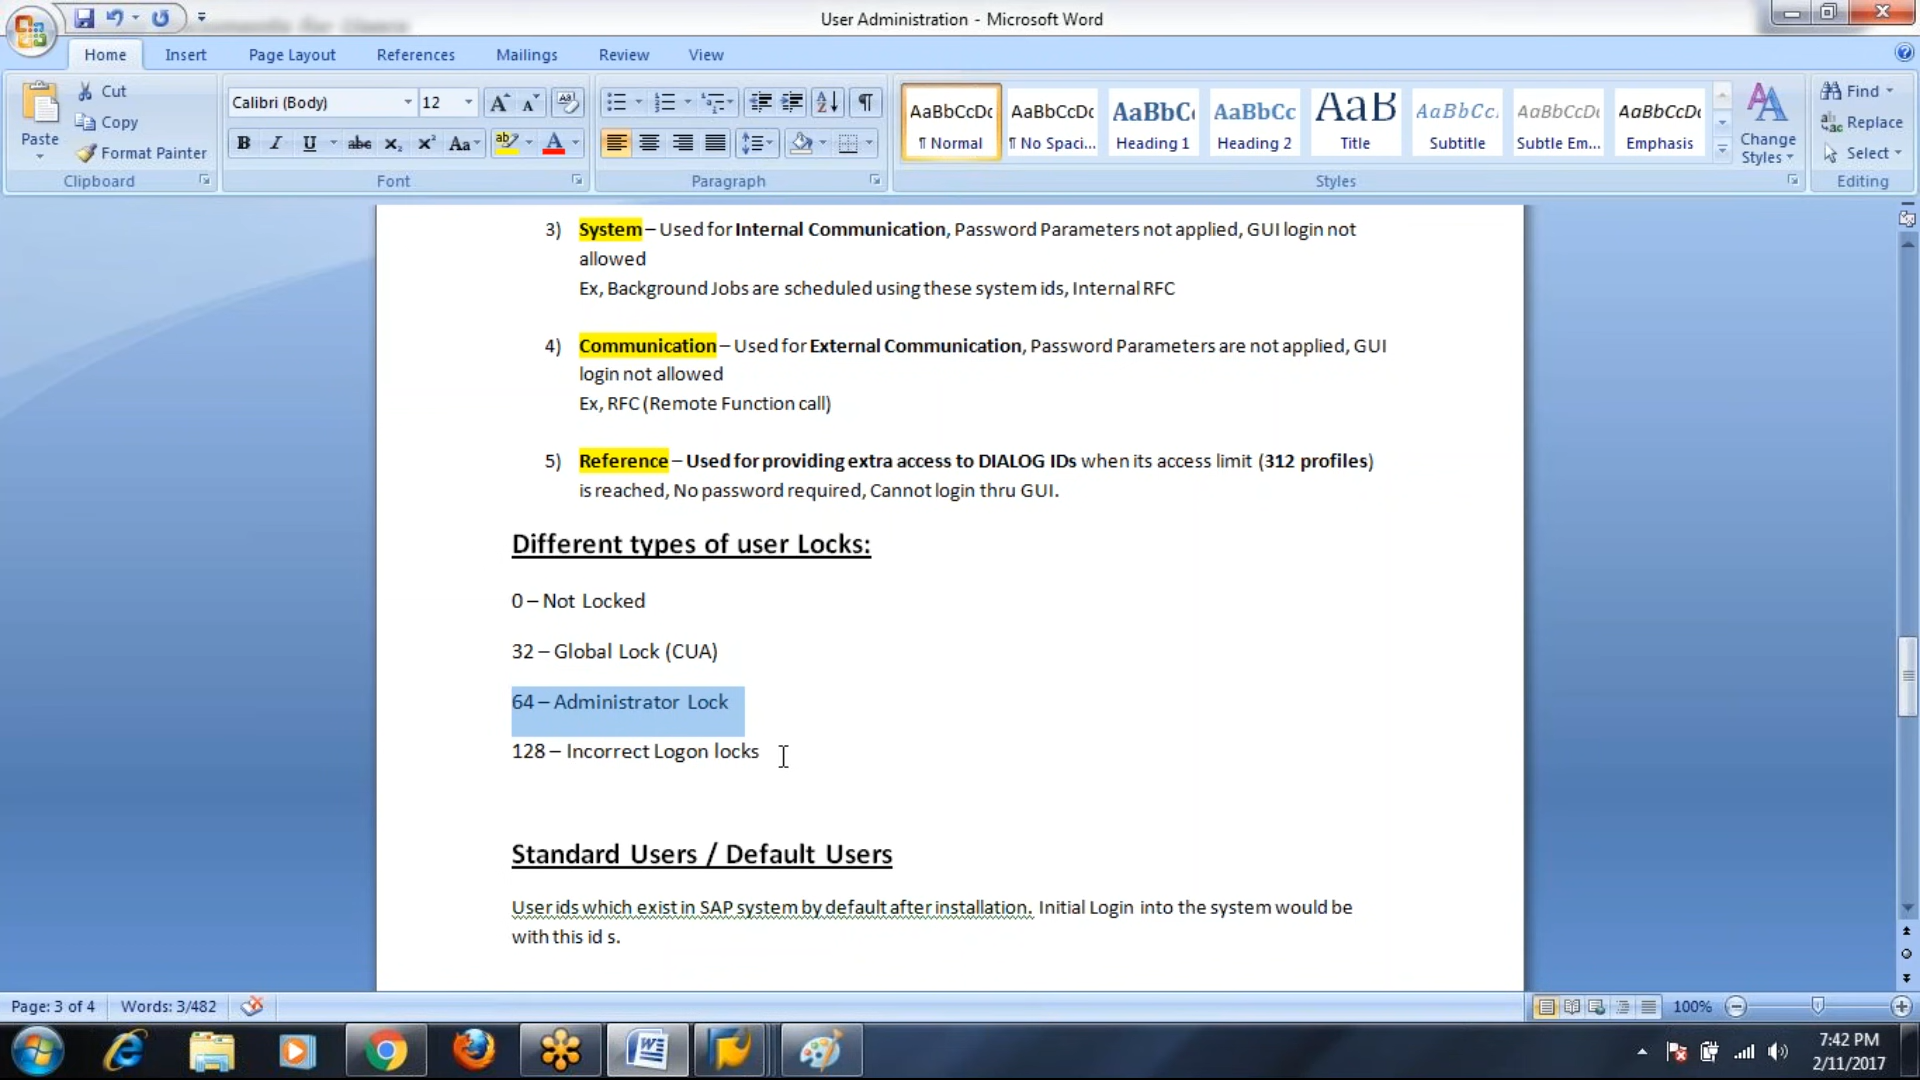 User Administration - Microsoft Word
Home Insert Page Layout References Mailings Review View
Paste
Cut
Copy
Format Painter
Clipboard
Calibri (Body) 12
Font
Paragraph
AaBbCcDc AaBbCcDc AaBbC AaBbCc AaB AaBbCc. AaBbCcDc AaBbCcDc
¶ Normal ¶ No Spaci... Heading 1 Heading 2 Title Subtitle Subtle Em... Emphasis
Change Styles
Styles
Find
Replace
Select
Editing
3) System – Used for Internal Communication, Password Parameters not applied, GUI login not
allowed
Ex, Background Jobs are scheduled using these system ids, Internal RFC
4) Communication – Used for External Communication, Password Parameters are not applied, GUI
login not allowed
Ex, RFC (Remote Function call)
5) Reference – Used for providing extra access to DIALOG IDs when its access limit (312 profiles)
is reached, No password required, Cannot login thru GUI.
Different types of user Locks:
0 – Not Locked
32 – Global Lock (CUA)
64 – Administrator Lock
128 – Incorrect Logon locks
Standard Users / Default Users
User ids which exist in SAP system by default after installation. Initial Login into the system would be
with this id s.
Page: 3 of 4 Words: 3/482 100%
7:42 PM
2/11/2017